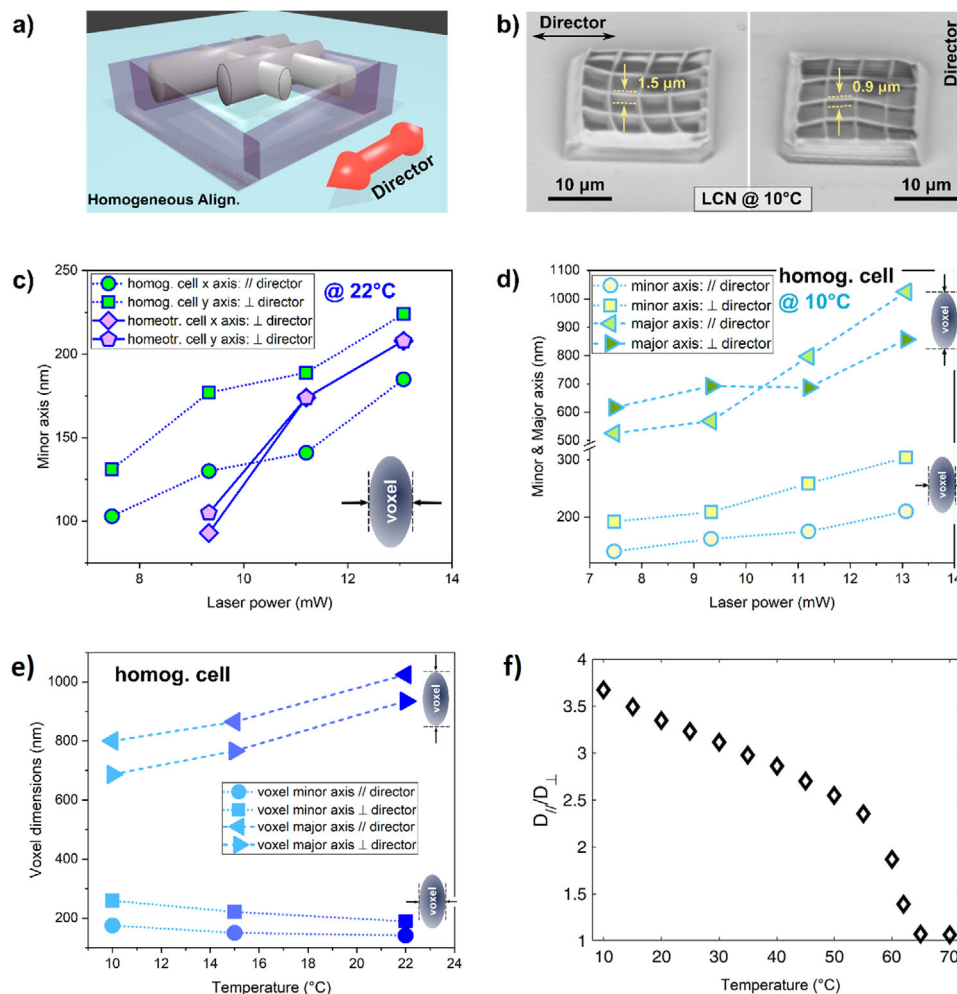 a)
Homogeneous Align.
Director
b)
Director
Director
1.5 µm
0.9 µm
10 µm
10 µm
LCN @ 10°C
c)
homog. cell x axis: // director
homog. cell y axis: ⊥ director
homeotr. cell x axis: ⊥ director
homeotr. cell y axis: ⊥ director
@ 22°C
voxel
250
200
150
100
Minor axis (nm)
8
10
12
14
Laser power (mW)
d)
homog. cell
@ 10°C
minor axis: // director
minor axis: ⊥ director
major axis: // director
major axis: ⊥ director
voxel
voxel
1100
1000
900
800
700
600
500
300
200
Minor & Major axis (nm)
7
8
9
10
11
12
13
14
Laser power (mW)
e)
homog. cell
voxel
voxel minor axis // director
voxel minor axis ⊥ director
voxel major axis // director
voxel major axis ⊥ director
voxel
1000
800
600
400
200
Voxel dimensions (nm)
10
12
14
16
18
20
22
24
Temperature (°C)
f)
4
3.5
3
2.5
2
1.5
1
D///D⊥
10
20
30
40
50
60
70
Temperature (°C)